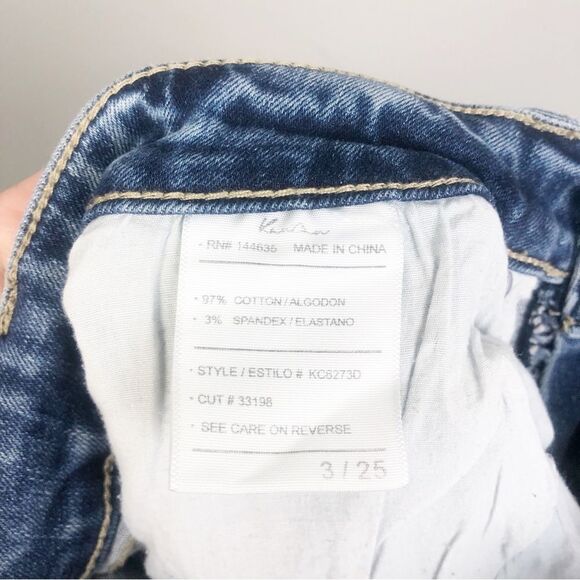 KanCan
• RN# 144635 MADE IN CHINA
• 97% COTTON/ALGODON
• 3% SPANDEX/ELASTANO
• STYLE/ESTILO # KC6273D
• CUT # 33198
• SEE CARE ON REVERSE
3 / 25